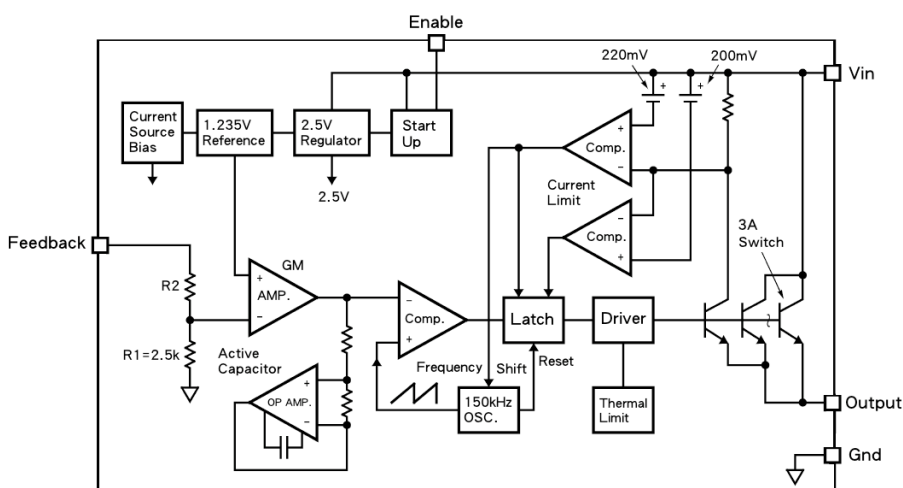 Enable
220mV
200mV
Vin
Current
Source
Bias
1.235V
Reference
2.5V
Regulator
Start
Up
+
+
+
Comp.
−
2.5V
Current
Limit
−
Comp.
+
3A
Switch
Feedback
GM
R2
+
AMP.
−
−
Comp.
+
Latch
Driver
R1=2.5k
Active
Capacitor
Frequency
Shift
Reset
+
OP AMP.
−
150kHz
OSC.
Thermal
Limit
Output
Gnd